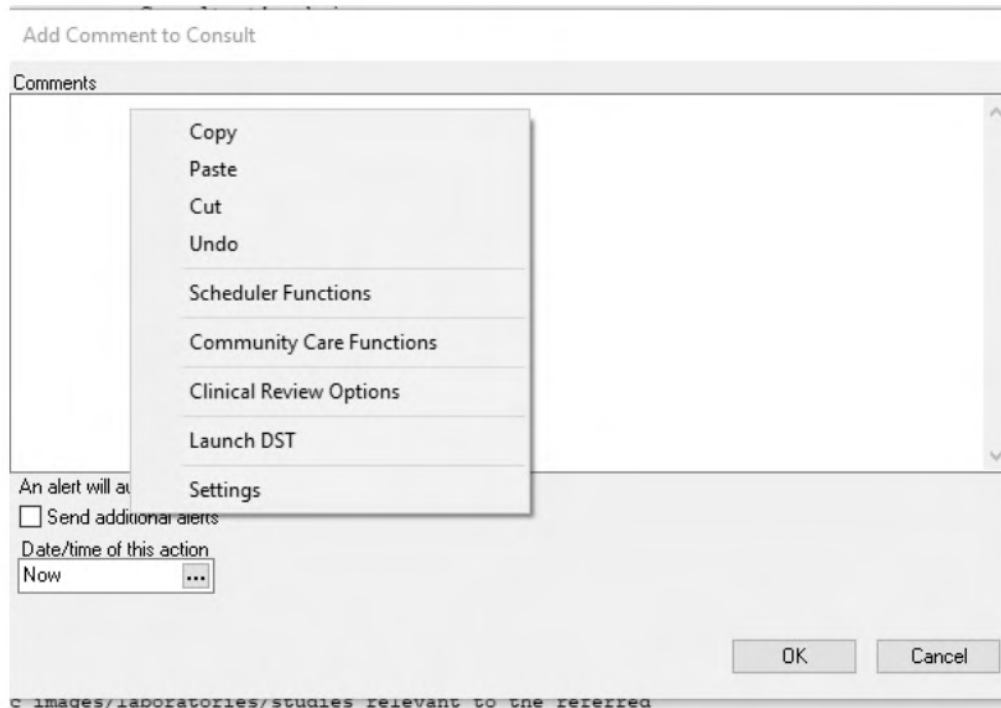 Add Comment to Consult
Comments
Copy
Paste
Cut
Undo
Scheduler Functions
Community Care Functions
Clinical Review Options
Launch DST
Settings
An alert will au
Send additional alerts
Date/time of this action
Now ...
OK Cancel
c images/laboratories/studies relevant to the referred